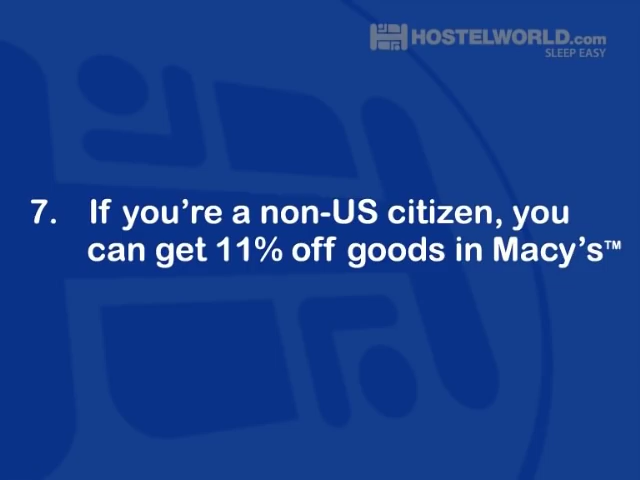 HOSTELWORLD.com
SLEEP EASY
7. If you're a non-US citizen, you
can get 11% off goods in Macy's™